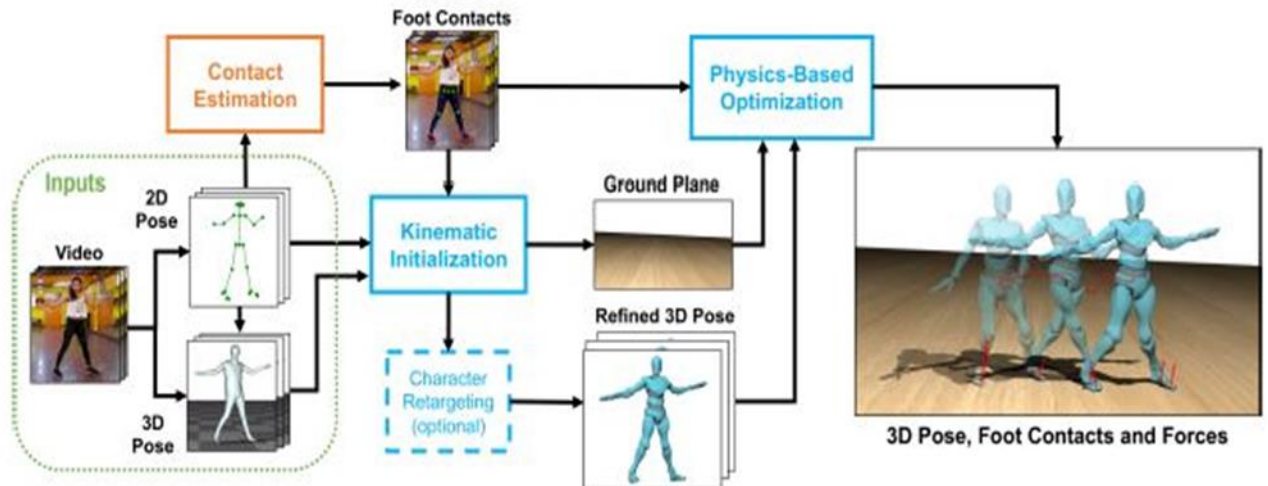 Foot Contacts
Contact
Estimation
Physics-Based
Optimization
Inputs
2D
Pose
Video
Kinematic
Initialization
Ground Plane
Refined 3D Pose
Character
Retargeting
(optional)
3D
Pose
3D Pose, Foot Contacts and Forces